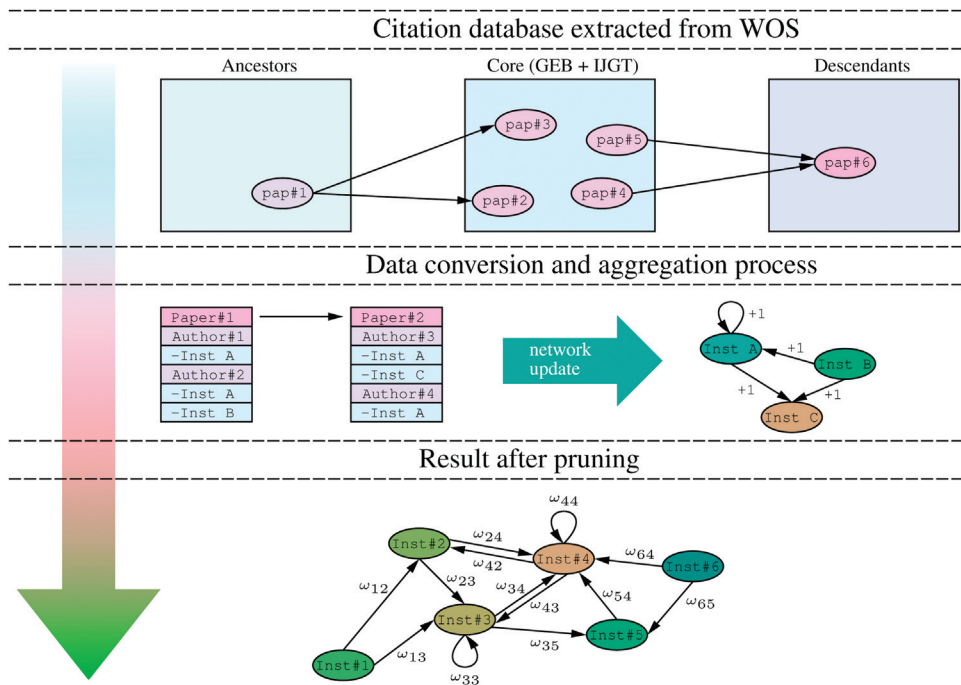 Citation database extracted from WOS
Ancestors
Core (GEB + IJGT)
Descendants
pap#1
pap#3
pap#2
pap#5
pap#4
pap#6
Data conversion and aggregation process
Paper#1
Author#1
-Inst A
Author#2
-Inst A
-Inst B
Paper#2
Author#3
-Inst A
-Inst C
Author#4
-Inst A
network
update
+1
Inst A
+1
Inst B
+1
+1
Inst C
Result after pruning
ω44
Inst#2
ω24
ω42
Inst#4
ω64
Inst#6
ω12
ω23
ω34
ω43
ω54
ω65
Inst#3
Inst#5
ω13
ω35
Inst#1
ω33